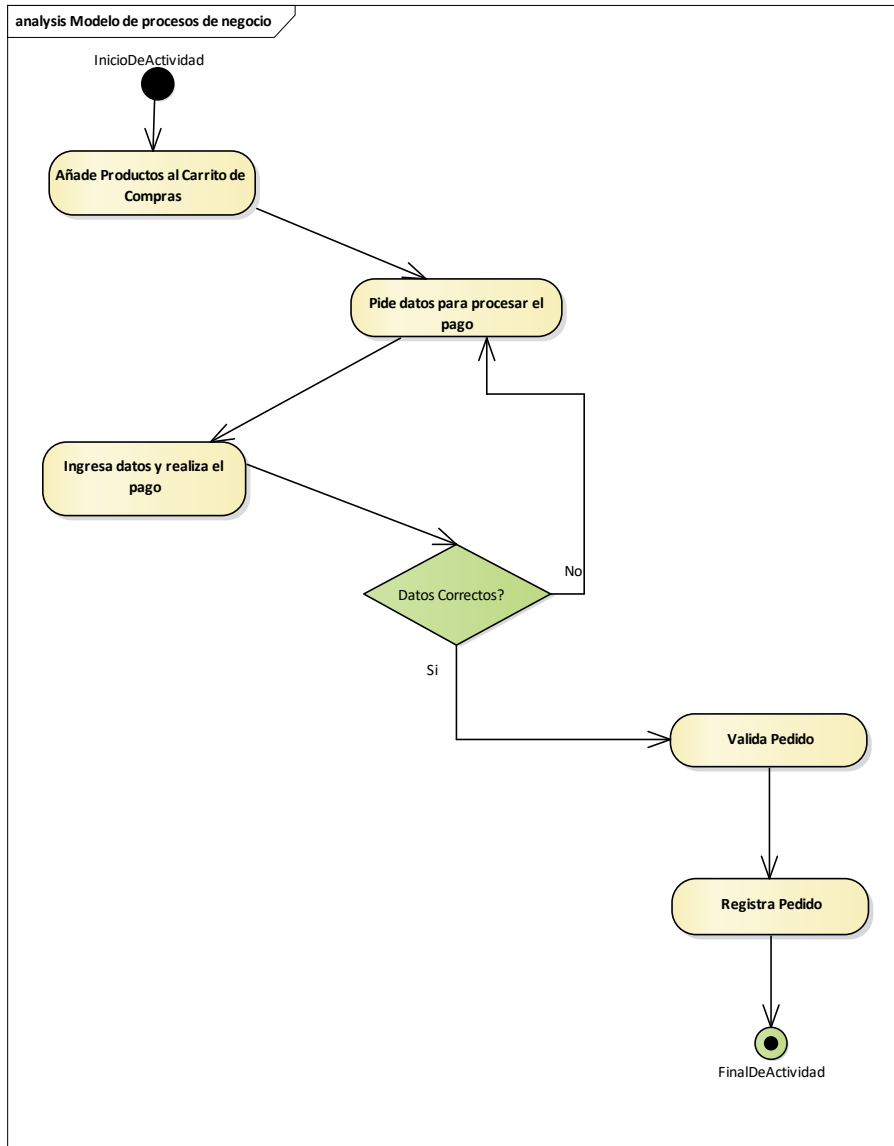 analysis Modelo de procesos de negocio
InicioDeActividad
Añade Productos al Carrito de
Compras
Pide datos para procesar el
pago
Ingresa datos y realiza el
pago
Datos Correctos?
No
Si
Valida Pedido
Registra Pedido
FinalDeActividad